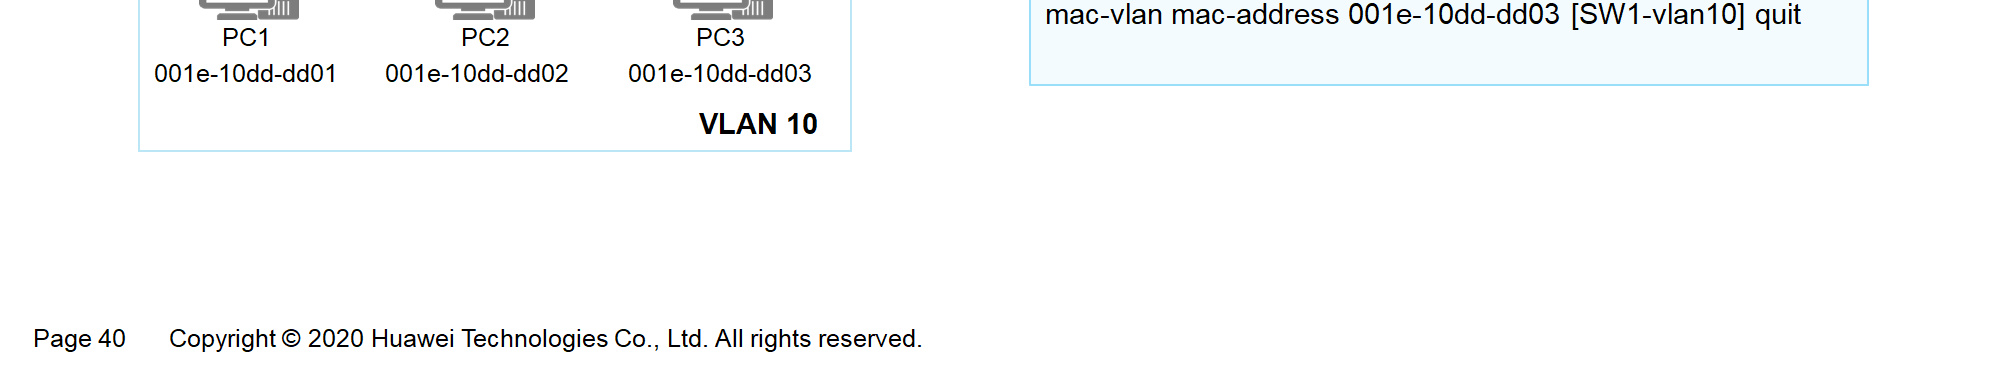 mac-vlan mac-address 001e-10dd-dd03 [SW1-vlan10] quit
PC1 PC2 PC3
001e-10dd-dd01 001e-10dd-dd02 001e-10dd-dd03
VLAN 10
Page 40 Copyright © 2020 Huawei Technologies Co., Ltd. All rights reserved.